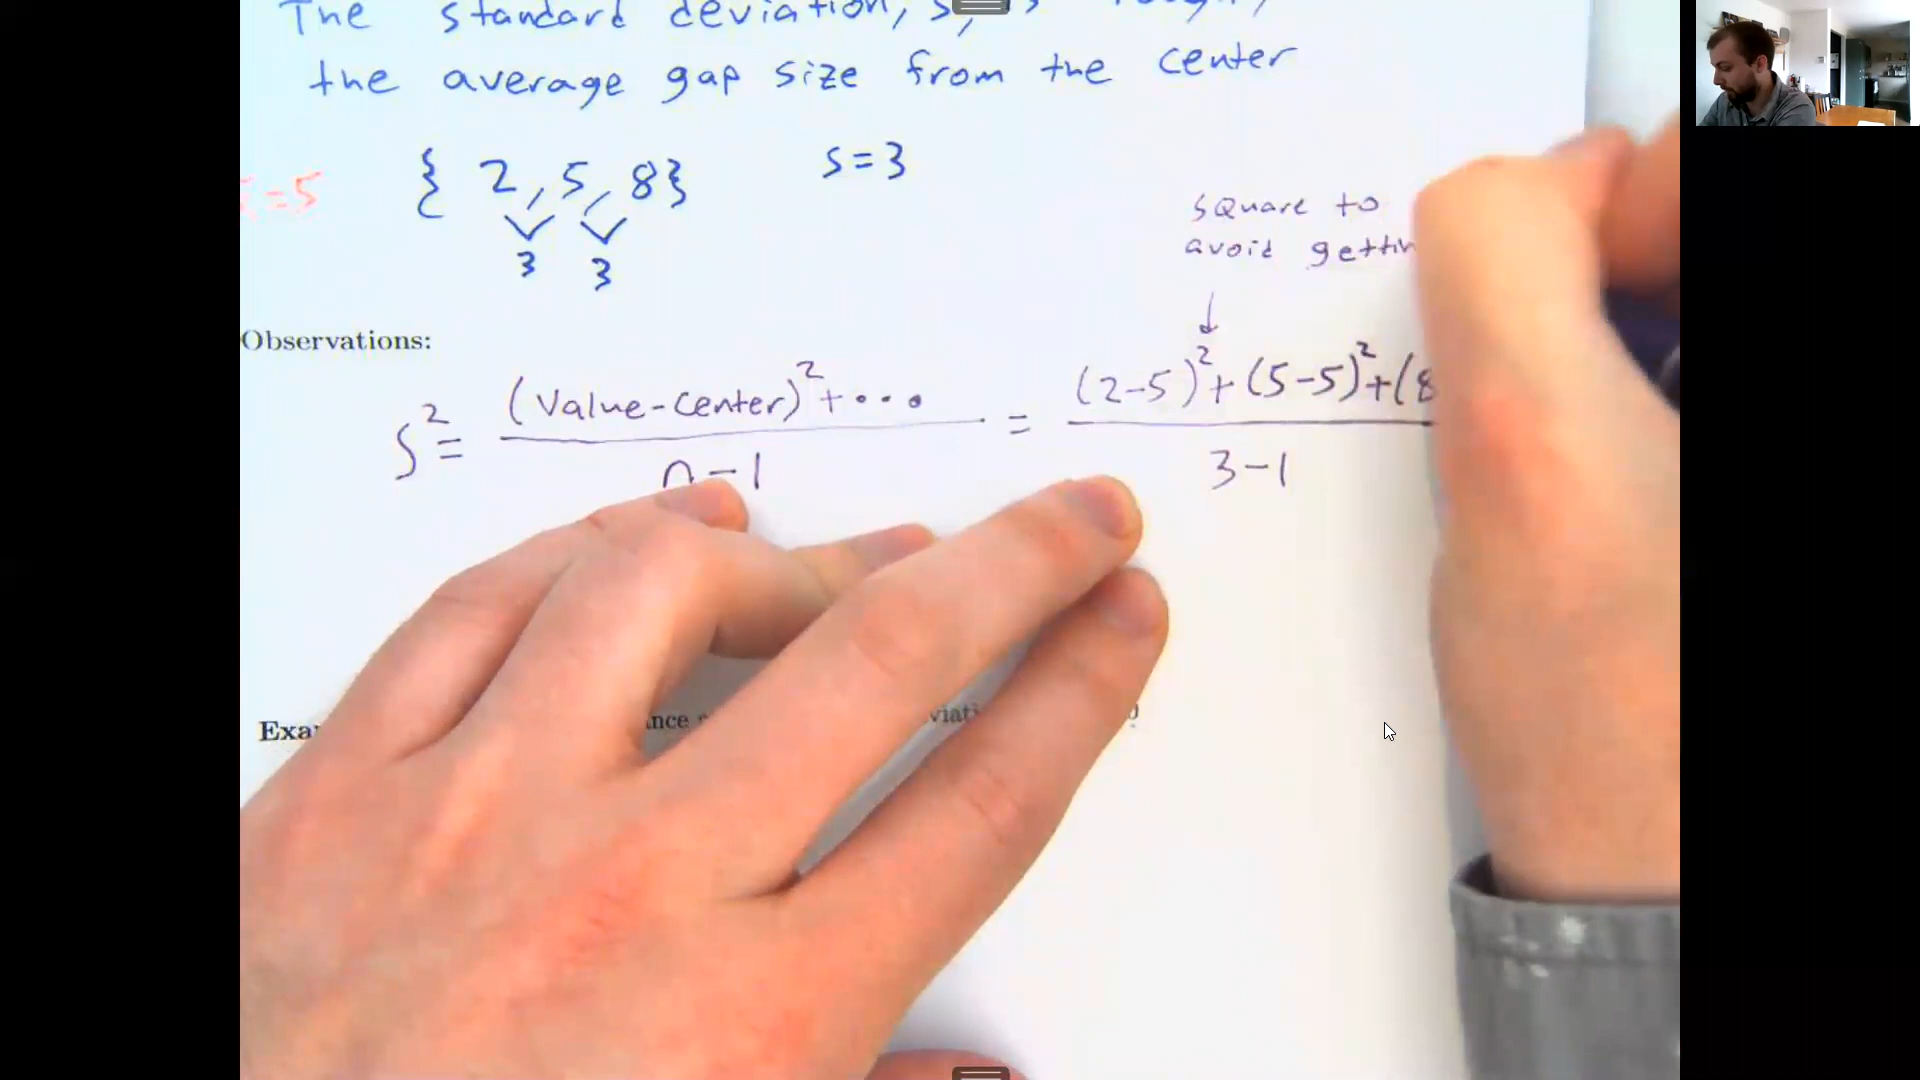 The standard deviation, s,
the average gap size from the center
x̄=5 { 2, 5, 8} s=3
3 3
square to
avoid
Observations:
s²= (Value-center)²+... / n-1 = (2-5)²+(5-5)²+(8 / 3-1